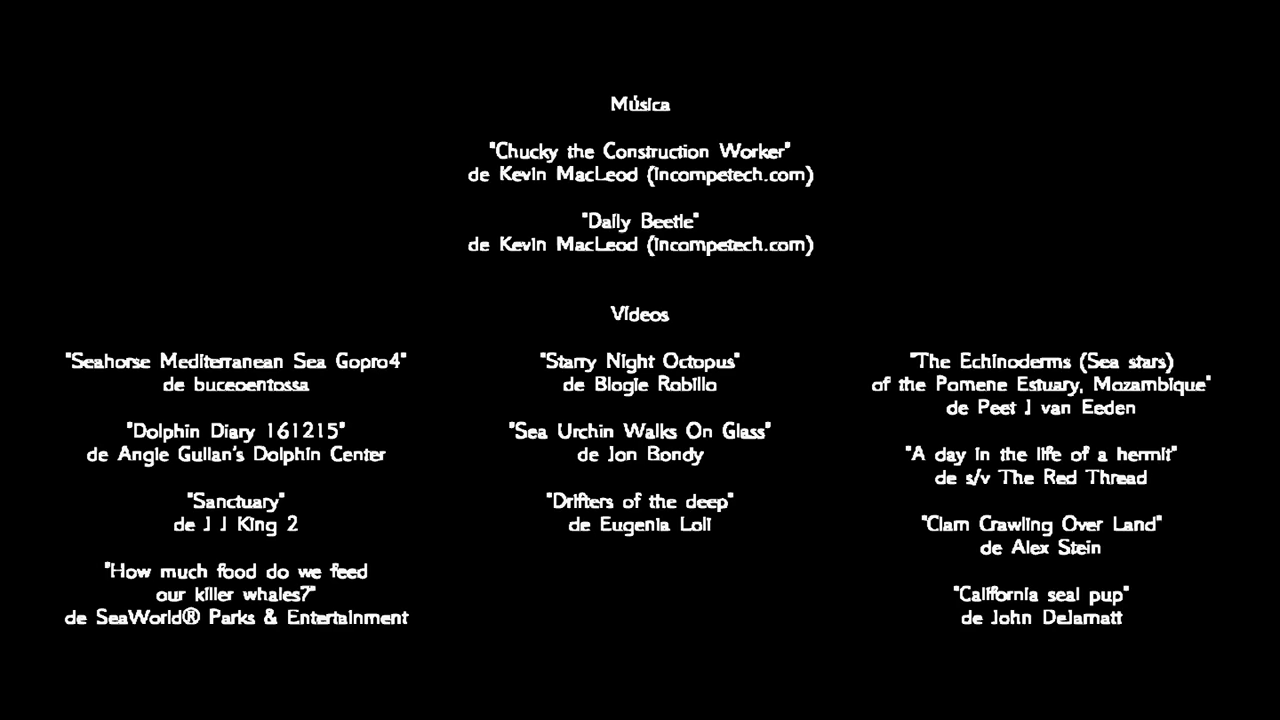 Música
"Chucky the Construction Worker"
de Kevin MacLeod (incompetech.com)
"Daily Beetle"
de Kevin MacLeod (incompetech.com)
Vídeos
"Seahorse Mediterranean Sea Gopro4"
de buceoentossa
"Dolphin Diary 161215"
de Angie Gullan's Dolphin Center
"Sanctuary"
de J J King 2
"How much food do we feed
our killer whales?"
de SeaWorld® Parks & Entertainment
"Starry Night Octopus"
de Blogie Robillo
"Sea Urchin Walks On Glass"
de Jon Bondy
"Drifters of the deep"
de Eugenia Loli
"The Echinoderms (Sea stars)
of the Pomene Estuary, Mozambique"
de Peet J van Eeden
"A day in the life of a hermit"
de s/v The Red Thread
"Clam Crawling Over Land"
de Alex Stein
"California seal pup"
de John DeJarnatt